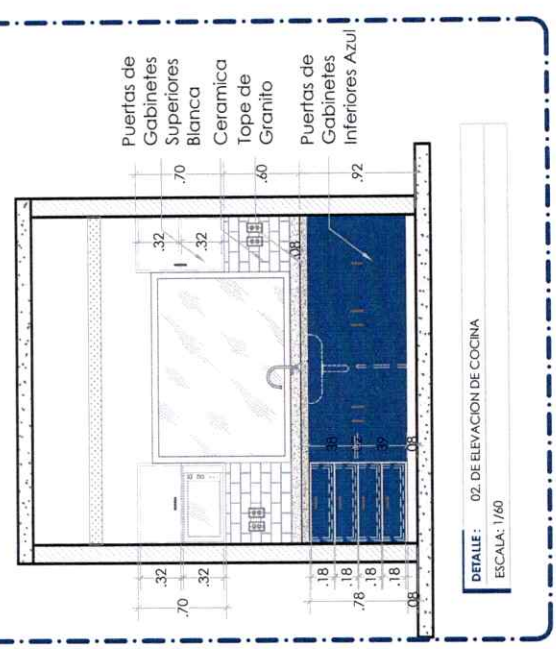 Puertas de
Gabinetes
Superiores
Blanca
Ceramica
Tope de
Granito
Puertas de
Gabinetes
Inferiores Azul
.70
.60
.92
.32
.32
.08
.32
.32
.70
.38
.39
.08
.18
.18
.18
.18
.78
.08
DETALLE: 02. DE ELEVACION DE COCINA
ESCALA: 1/60